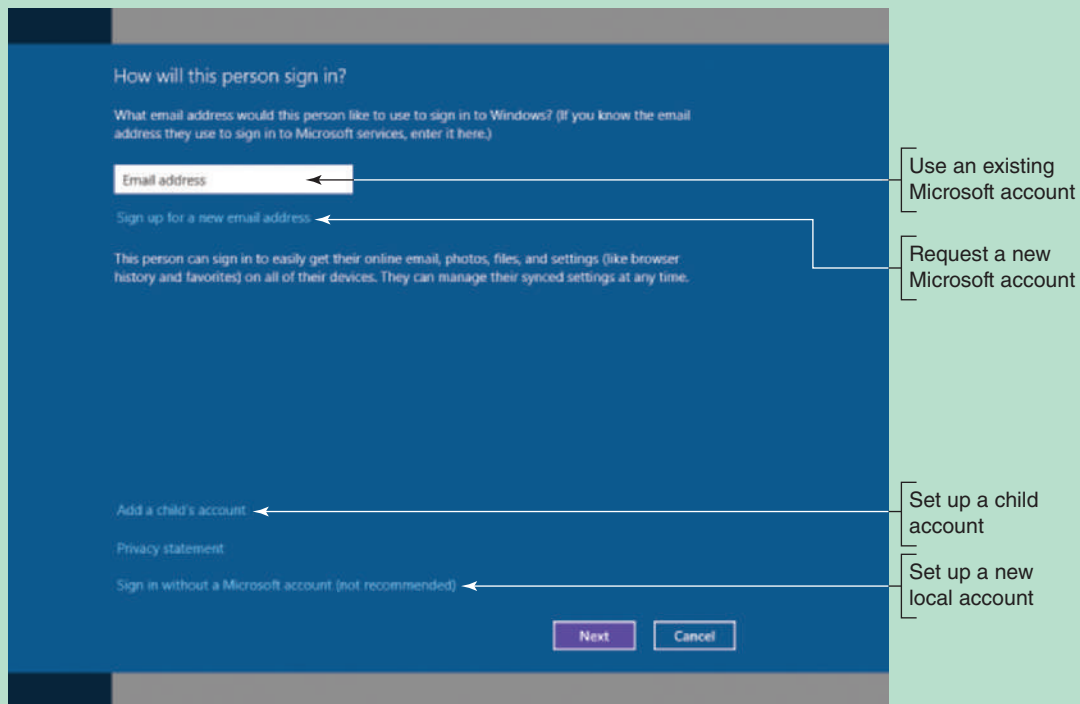 How will this person sign in?
What email address would this person like to use to sign in to Windows? (If you know the email
address they use to sign in to Microsoft services, enter it here.)
Email address
Sign up for a new email address
This person can sign in to easily get their online email, photos, files, and settings (like browser
history and favorites) on all of their devices. They can manage their synced settings at any time.
Add a child's account
Privacy statement
Sign in without a Microsoft account (not recommended)
Next
Cancel
Use an existing
Microsoft account
Request a new
Microsoft account
Set up a child
account
Set up a new
local account